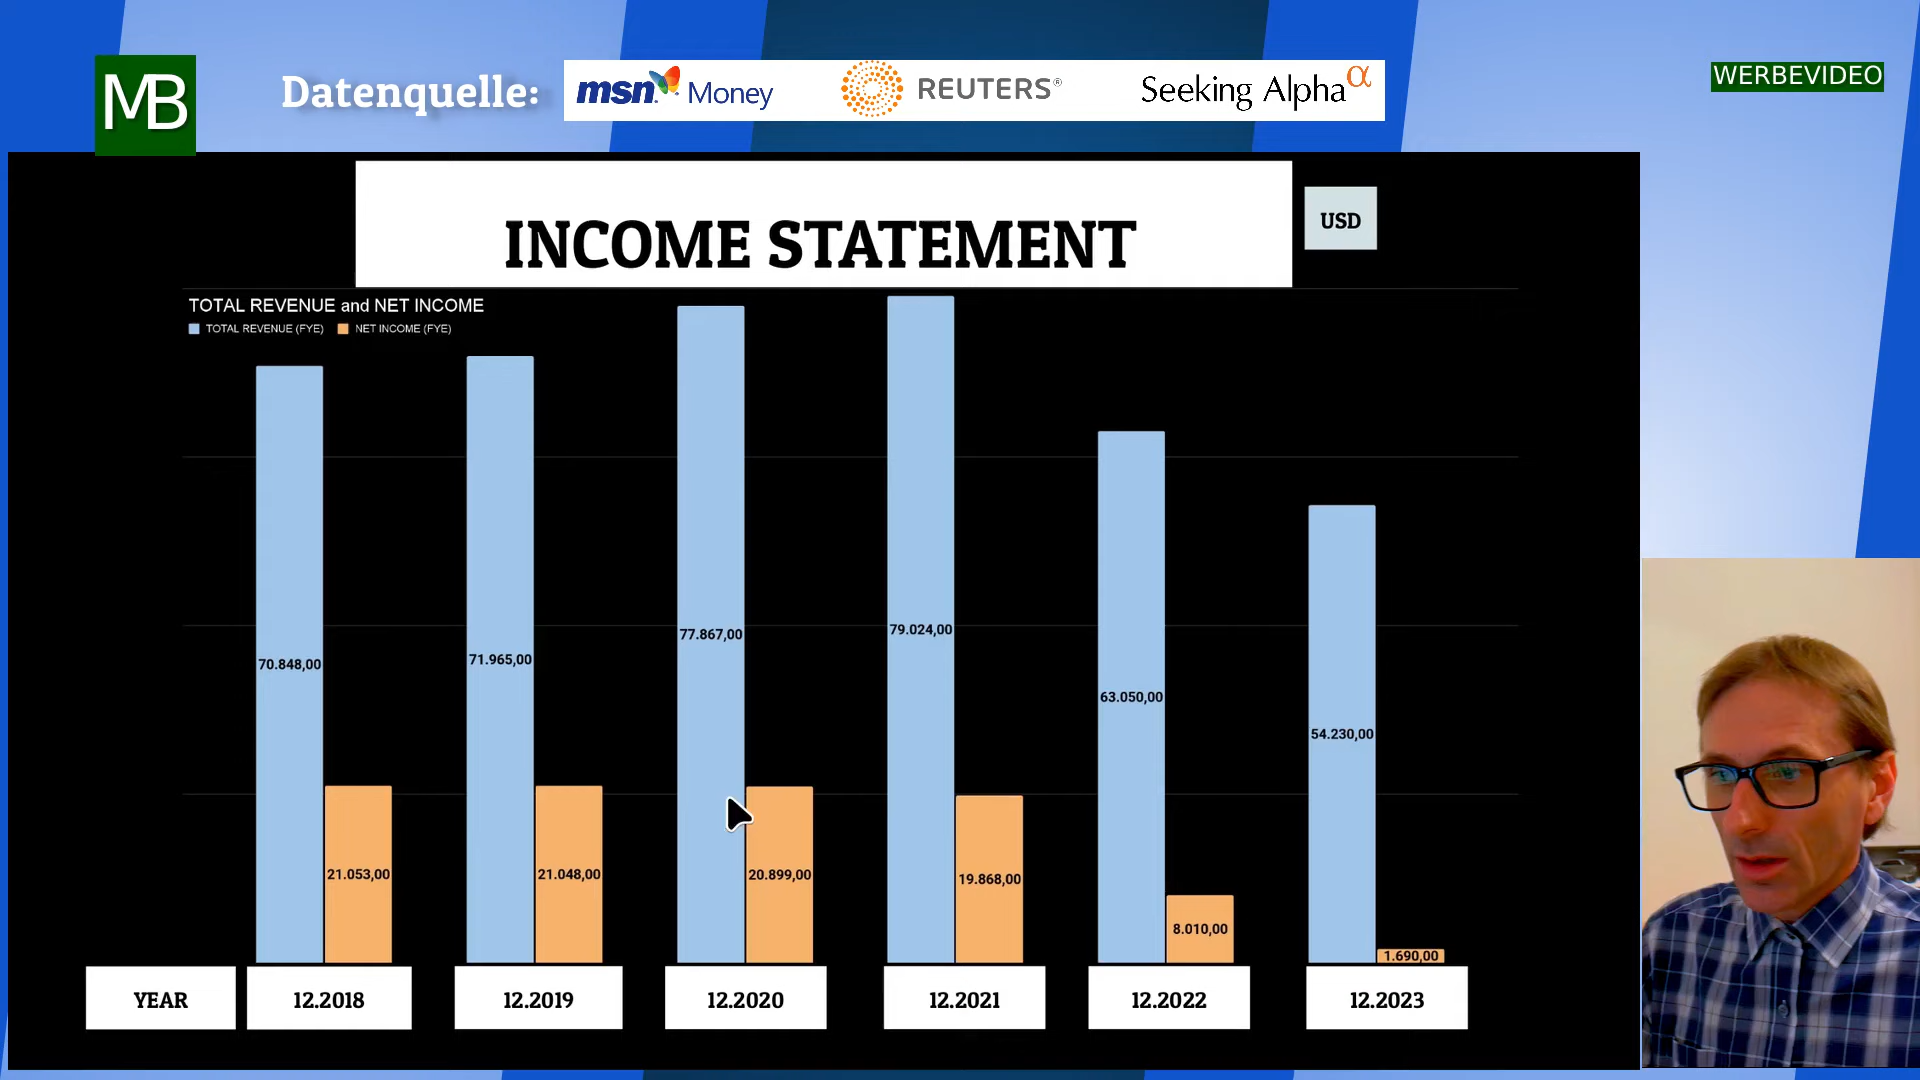 MB
Datenquelle:
msn Money
REUTERS®
Seeking Alpha α
WERBEVIDEO
INCOME STATEMENT
USD
TOTAL REVENUE and NET INCOME
TOTAL REVENUE (FYE) NET INCOME (FYE)
70.848,00
21.053,00
71.965,00
21.048,00
77.867,00
20.899,00
79.024,00
19.868,00
63.050,00
8.010,00
54.230,00
1.690,00
YEAR 12.2018 12.2019 12.2020 12.2021 12.2022 12.2023